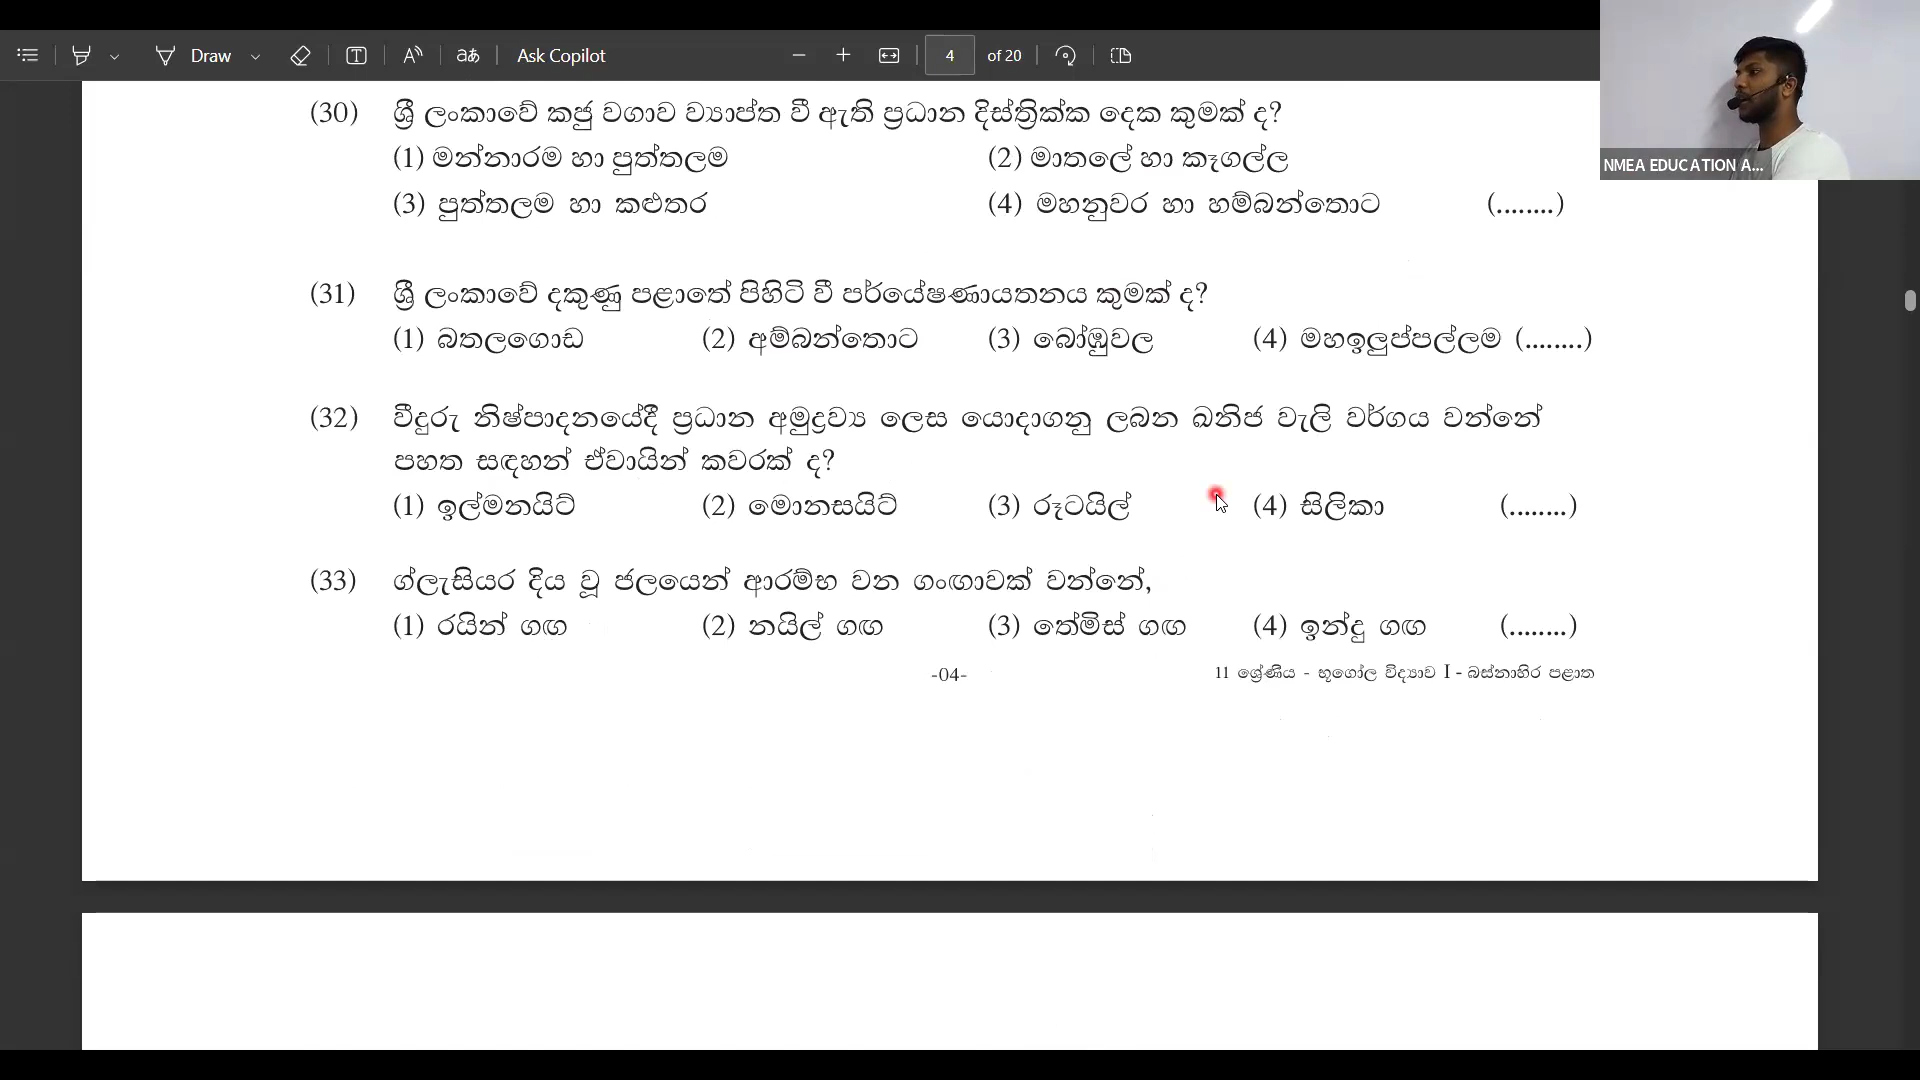 Draw
Ask Copilot
4 of 20
NMEA EDUCATION A...
(30) ශ්‍රී ලංකාවේ කජු වගාව ව්‍යාප්ත වී ඇති ප්‍රධාන දිස්ත්‍රික්ක දෙක කුමක් ද?
(1) මන්නාරම හා පුත්තලම (2) මාතලේ හා කෑගල්ල
(3) පුත්තලම හා කළුතර (4) මහනුවර හා හම්බන්තොට (........)
(31) ශ්‍රී ලංකාවේ දකුණු පළාතේ පිහිටි වී පර්යේෂණායතනය කුමක් ද?
(1) බතලගොඩ (2) අම්බන්තොට (3) බෝඹුවල (4) මහඉලුප්පල්ලම (........)
(32) වීදුරු නිෂ්පාදනයේදී ප්‍රධාන අමුද්‍රව්‍ය ලෙස යොදාගනු ලබන ඛනිජ වැලි වර්ගය වන්නේ
පහත සඳහන් ඒවායින් කවරක් ද?
(1) ඉල්මනයිට් (2) මොනසයිට් (3) රූටයිල් (4) සිලිකා (........)
(33) ග්ලැසියර දිය වූ ජලයෙන් ආරම්භ වන ගංඟාවක් වන්නේ,
(1) රයින් ගඟ (2) නයිල් ගඟ (3) තේමිස් ගඟ (4) ඉන්දු ගඟ (........)
-04- 11 ශ්‍රේණිය - භූගෝල විද්‍යාව I - බස්නාහිර පළාත